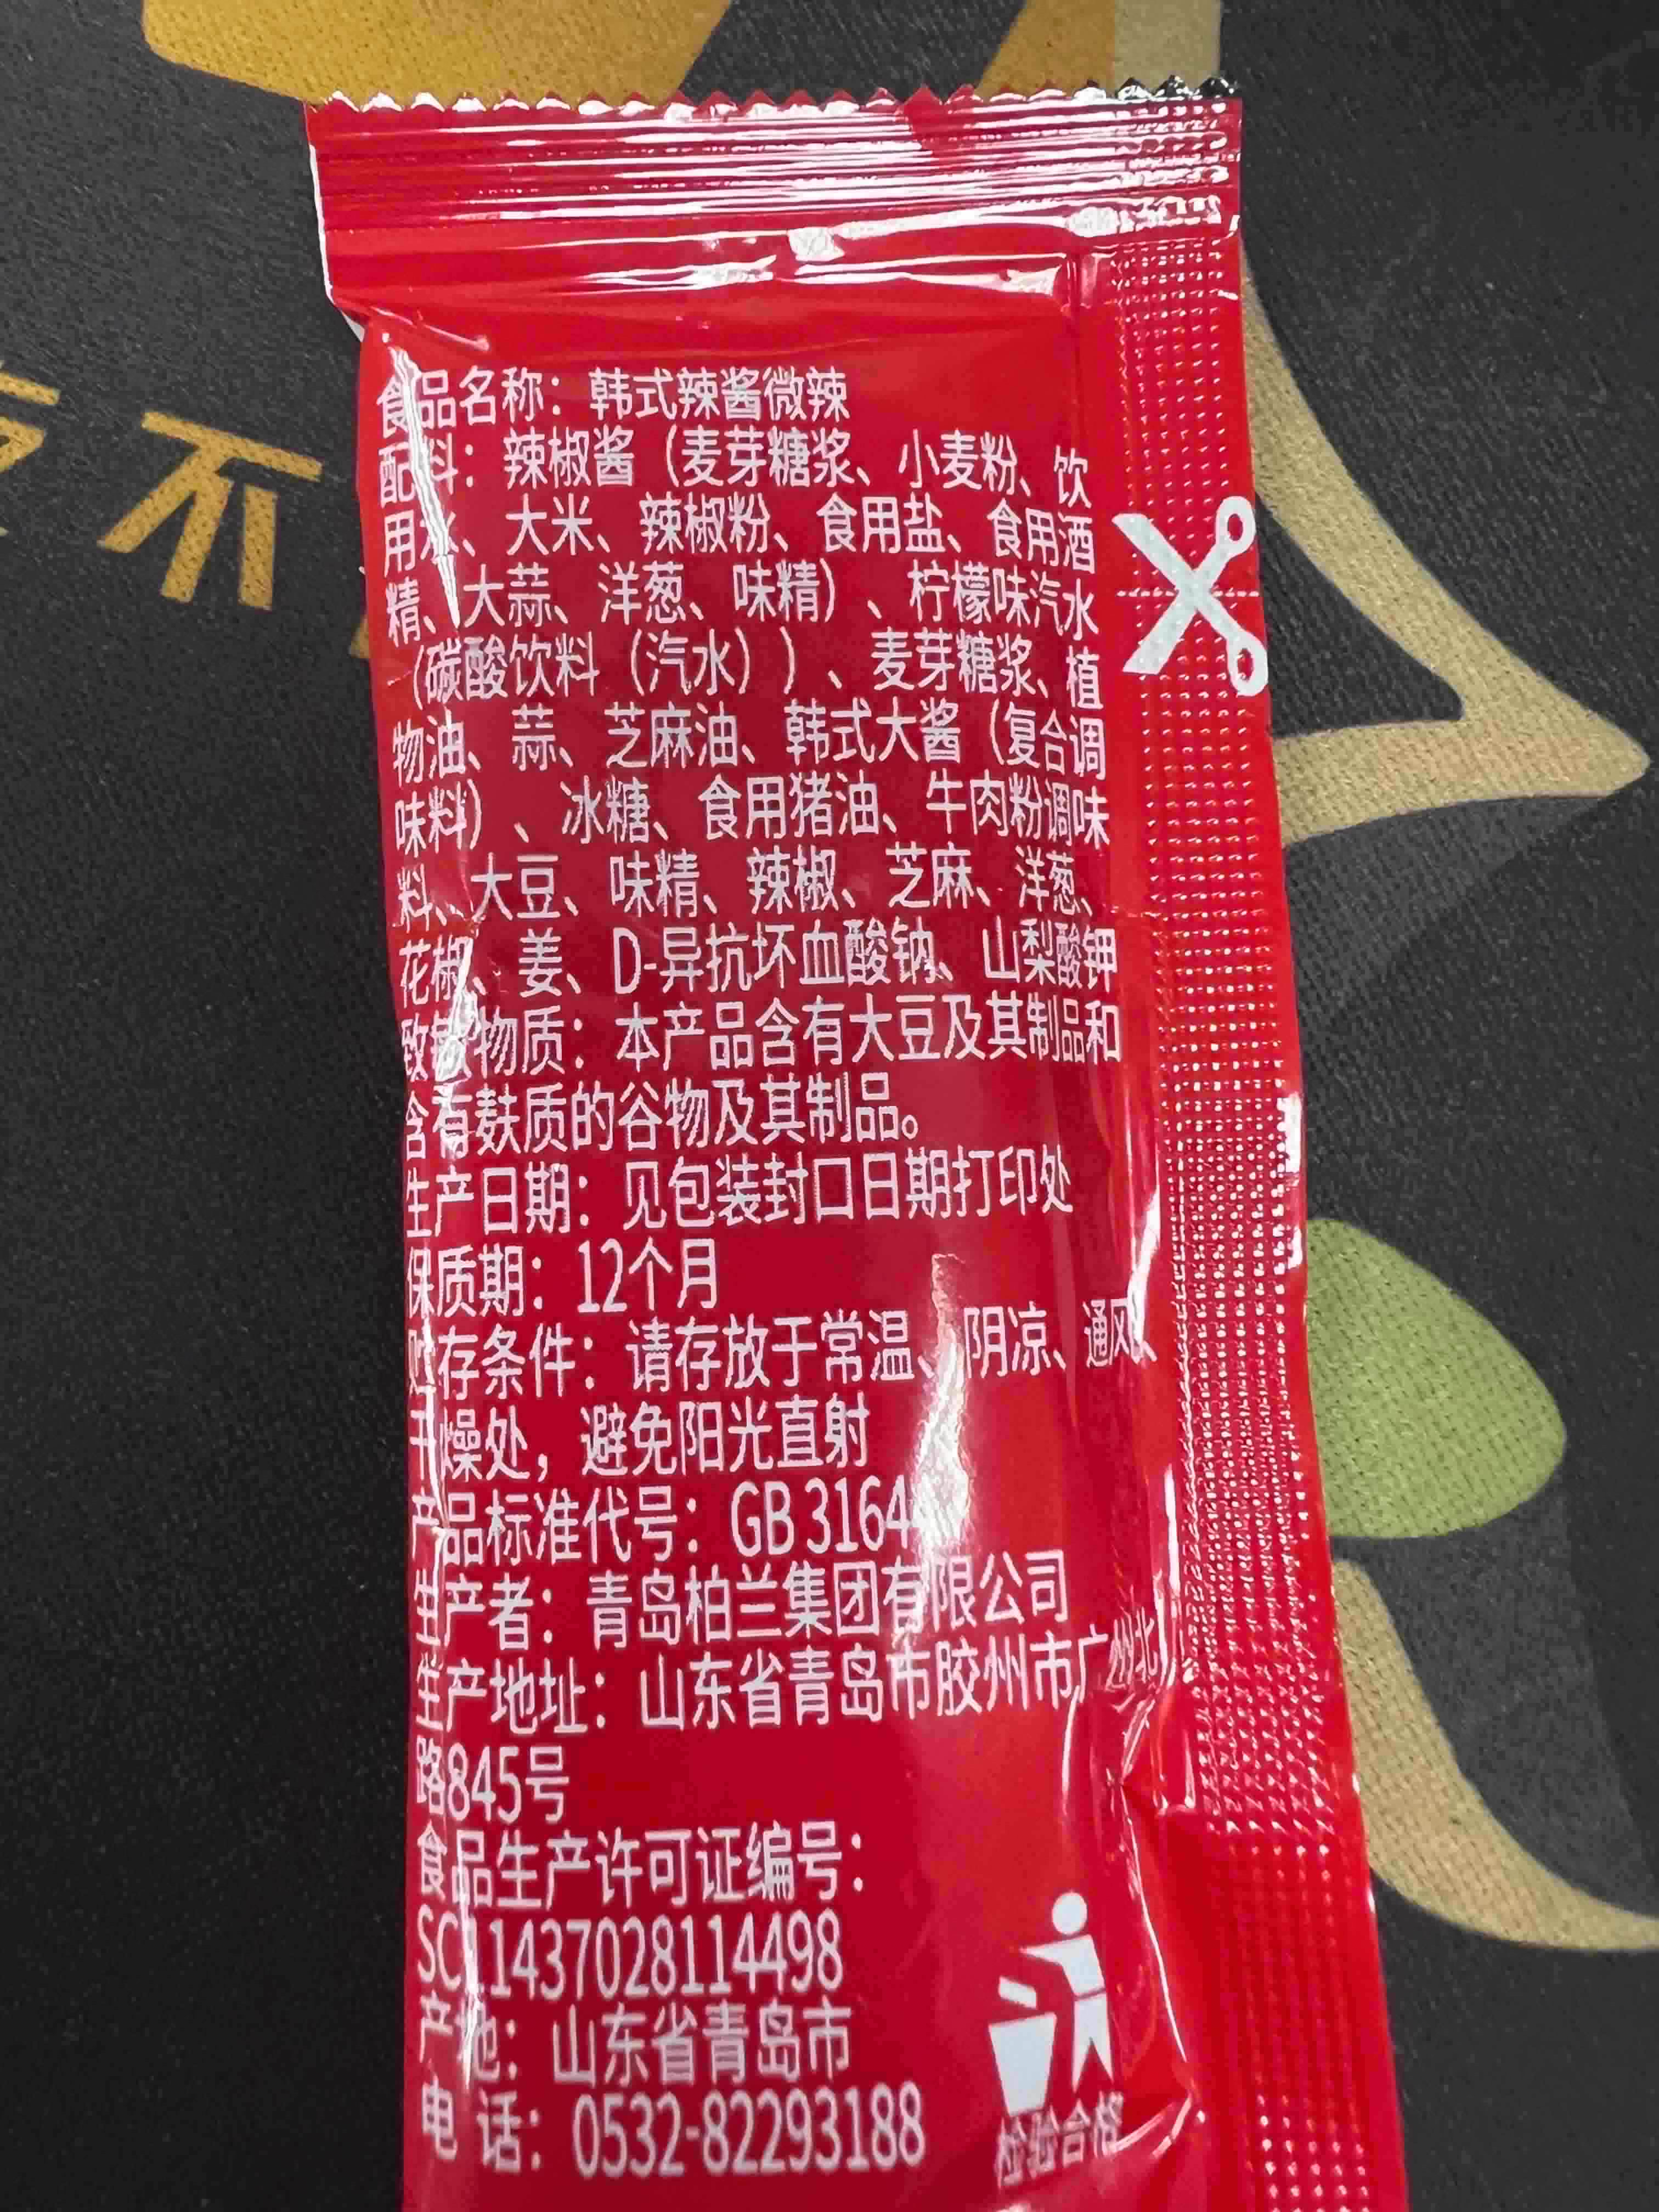 不
食品名称：韩式辣酱微辣
配料：辣椒酱（麦芽糖浆、小麦粉、饮
用水、大米、辣椒粉、食用盐、食用酒
精、大蒜、洋葱、味精）、柠檬味汽水
（碳酸饮料（汽水））、麦芽糖浆、植
物油、蒜、芝麻油、韩式大酱（复合调
味料）、冰糖、食用猪油、牛肉粉调味
料、大豆、味精、辣椒、芝麻、洋葱、
花椒、姜、D-异抗坏血酸钠、山梨酸钾
致敏物质：本产品含有大豆及其制品和
含有麸质的谷物及其制品。
生产日期：见包装封口日期打印处
保质期：12个月
贮存条件：请存放于常温、阴凉、通风、
干燥处，避免阳光直射
产品标准代号：GB 3164
生产者：青岛柏兰集团有限公司
生产地址：山东省青岛市胶州市广州北
路845号
食品生产许可证编号：
SC11437028114498
产地：山东省青岛市
电 话：0532-82293188
检验合格